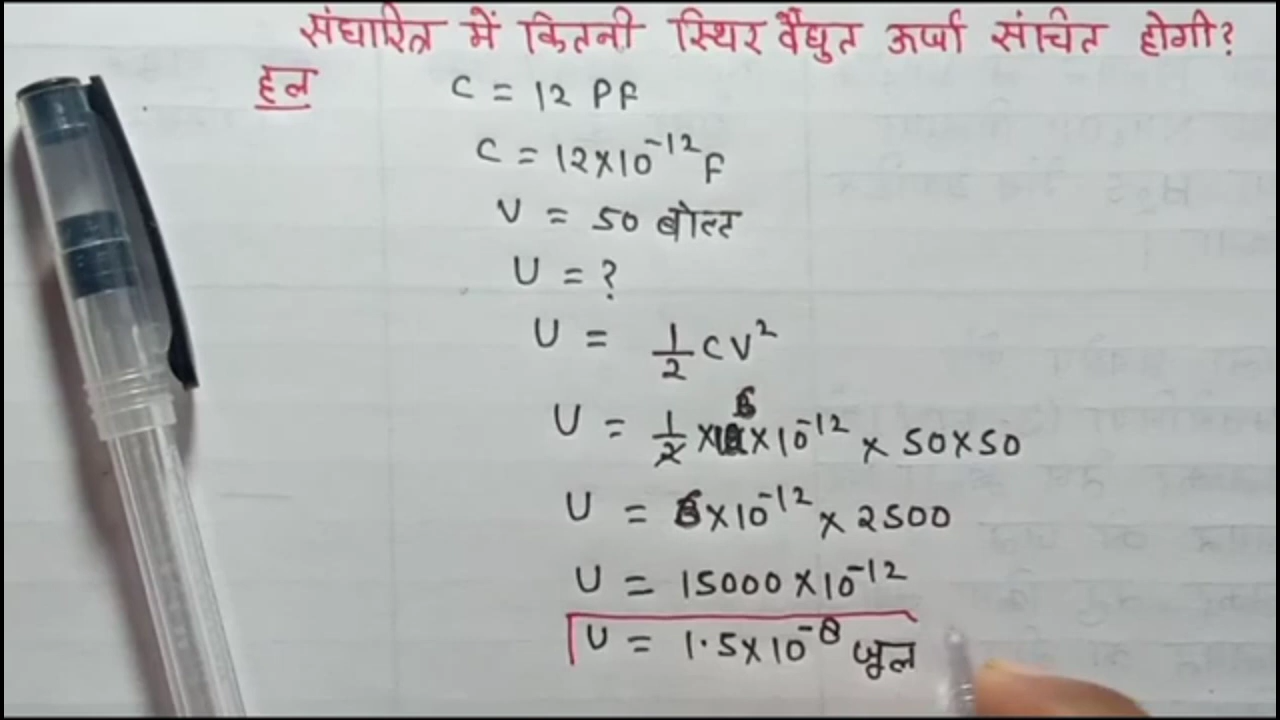 संघारित्र में कितनी स्थिर वैद्युत ऊर्जा संचित होगी?
हल
C = 12 PF
C = 12×10⁻¹² F
V = 50 बोल्ट
U = ?
U = 1/2 CV²
U = 1/2 × 12 6 × 10⁻¹² × 50×50
U = 6×10⁻¹² × 2500
U = 15000×10⁻¹²
U = 1.5×10⁻⁸ जूल